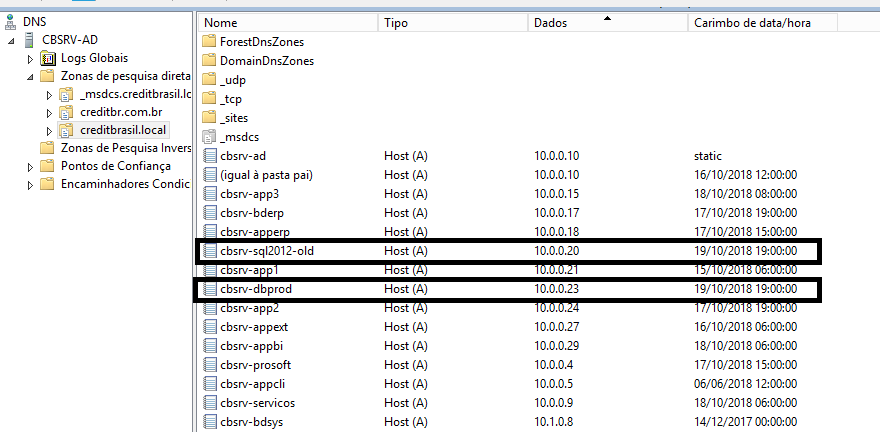 DNS
CBSRV-AD
Logs Globais
Zonas de pesquisa direta
_msdcs.creditbrasil.lc
creditbr.com.br
creditbrasil.local
Zonas de Pesquisa Invers
Pontos de Confiança
Encaminhadores Condic
Nome Tipo Dados Carimbo de data/hora
ForestDnsZones
DomainDnsZones
_udp
_tcp
_sites
_msdcs
cbsrv-ad Host (A) 10.0.0.10 static
(igual à pasta pai) Host (A) 10.0.0.10 16/10/2018 12:00:00
cbsrv-app3 Host (A) 10.0.0.15 18/10/2018 08:00:00
cbsrv-bderp Host (A) 10.0.0.17 17/10/2018 19:00:00
cbsrv-apperp Host (A) 10.0.0.18 17/10/2018 15:00:00
cbsrv-sql2012-old Host (A) 10.0.0.20 19/10/2018 19:00:00
cbsrv-app1 Host (A) 10.0.0.21 15/10/2018 06:00:00
cbsrv-dbprod Host (A) 10.0.0.23 19/10/2018 19:00:00
cbsrv-app2 Host (A) 10.0.0.24 17/10/2018 19:00:00
cbsrv-appext Host (A) 10.0.0.27 16/10/2018 06:00:00
cbsrv-appbi Host (A) 10.0.0.29 18/10/2018 06:00:00
cbsrv-prosoft Host (A) 10.0.0.4 17/10/2018 15:00:00
cbsrv-appcli Host (A) 10.0.0.5 06/06/2018 12:00:00
cbsrv-servicos Host (A) 10.0.0.9 18/10/2018 06:00:00
cbsrv-bdsys Host (A) 10.1.0.8 14/12/2017 00:00:00